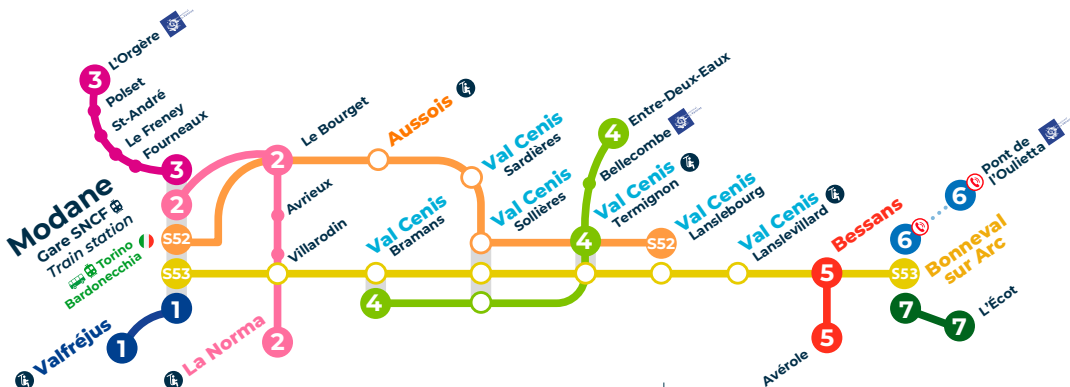 L'Orgère
3
Polset
St-André
Le Freney
Fourneaux
3
Modane
Gare SNCF
Train station
Torino
Bardonecchia
2
S52
S53
1
1
Valfréjus
2
Le Bourget
Avrieux
Villarodin
La Norma
2
Aussois
Val Cenis
Sardières
Val Cenis
Sollières
Val Cenis
Bramans
4
4
Entre-Deux-Eaux
Bellecombe
Val Cenis
Termignon
4
Val Cenis
Lanslebourg
S52
Val Cenis
Lanslevillard
Bessans
5
5
Avérole
6
6
Pont de
l'Oulietta
S53
Bonneval
sur Arc
7
7
L'Écot